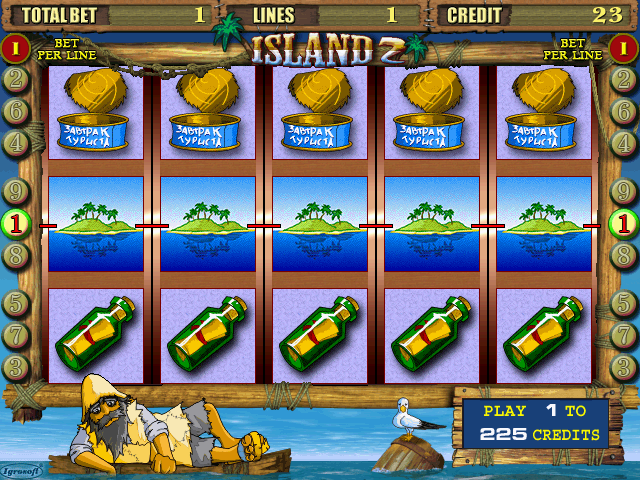 TOTAL BET 1 LINES 1 CREDIT 23
1 BET PER LINE ISLAND 2 BET PER LINE 1
2 2
6 6
4 4
9 9
1 1
8 8
5 5
7 7
3 3
ЗАВТРАК ЗАВТРАК ЗАВТРАК ЗАВТРАК ЗАВТРАК
ТУРИСТА ТУРИСТА ТУРИСТА ТУРИСТА ТУРИСТА
PLAY 1 TO
225 CREDITS
Igrosoft